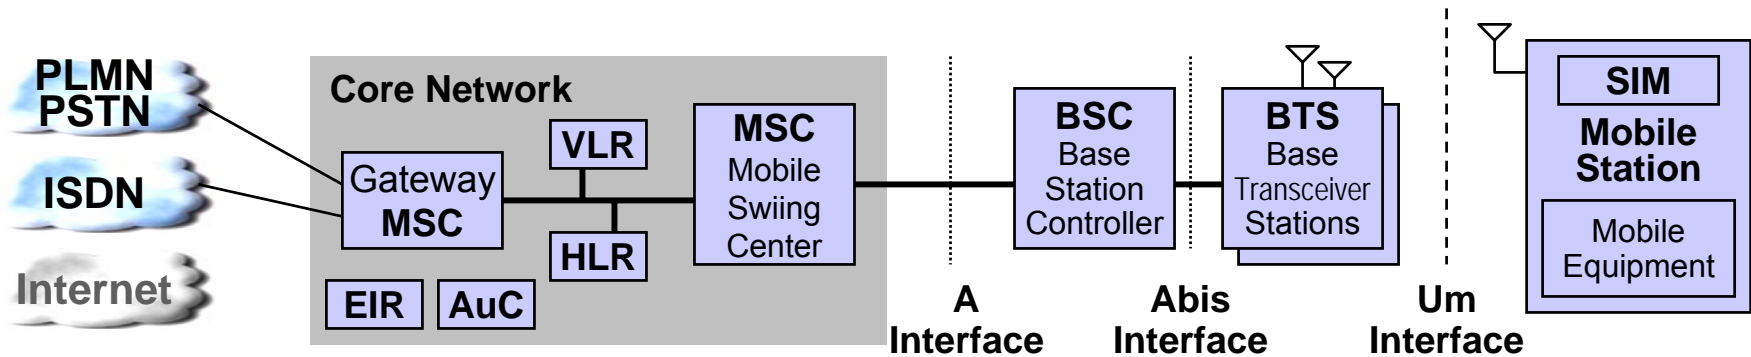 PLMN
PSTN
ISDN
Internet
Core Network
Gateway
MSC
VLR
HLR
EIR
AuC
MSC
Mobile
Swiing
Center
A
Interface
BSC
Base
Station
Controller
Abis
Interface
BTS
Base
Transceiver
Stations
Um
Interface
SIM
Mobile
Station
Mobile
Equipment